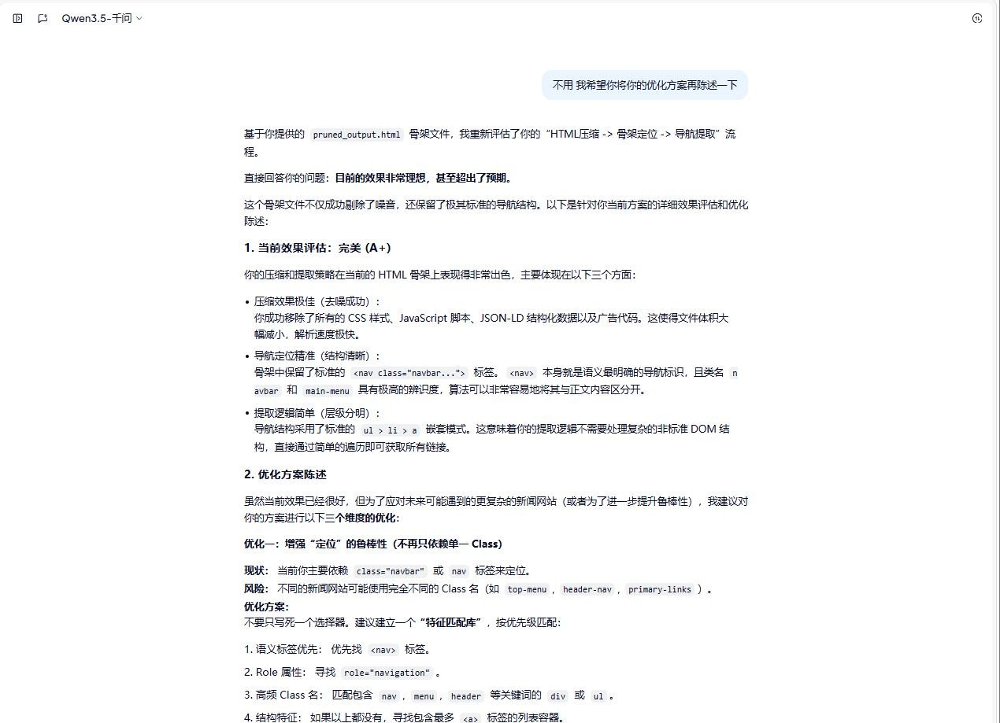 Qwen3.5-千问
不用 我希望你将你的优化方案再陈述一下
基于你提供的 pruned_output.html 骨架文件，我重新评估了你的“HTML压缩 -> 骨架定位 -> 导航提取”流
程。
直接回答你的问题：目前的效果非常理想，甚至超出了预期。
这个骨架文件不仅成功剔除了噪音，还保留了极其标准的导航结构。以下是针对你当前方案的详细效果评估和优化
陈述：
1. 当前效果评估：完美 (A+)
你的压缩和提取策略在当前的 HTML 骨架上表现得非常出色，主要体现在以下三个方面：
• 压缩效果极佳（去噪成功）：
你成功移除了所有的 CSS 样式、JavaScript 脚本、JSON-LD 结构化数据以及广告代码。这使得文件体积大
幅减小，解析速度极快。
• 导航定位精准（结构清晰）：
骨架中保留了标准的 <nav class="navbar..."> 标签。 <nav> 本身就是语义最明确的导航标识，且类名 n
avbar 和 main-menu 具有极高的辨识度，算法可以非常容易地将其与正文内容区分开。
• 提取逻辑简单（层级分明）：
导航结构采用了标准的 ul > li > a 嵌套模式。这意味着你的提取逻辑不需要处理复杂的非标准 DOM 结
构，直接通过简单的遍历即可获取所有链接。
2. 优化方案陈述
虽然当前效果已经很好，但为了应对未来可能遇到的更复杂的新闻网站（或者为了进一步提升鲁棒性），我建议对
你的方案进行以下三个维度的优化：
优化一：增强“定位”的鲁棒性（不再只依赖单一 Class）
现状： 当前你主要依赖 class="navbar" 或 nav 标签来定位。
风险： 不同的新闻网站可能使用完全不同的 Class 名（如 top-menu , header-nav , primary-links ）。
优化方案：
不要只写死一个选择器。建议建立一个“特征匹配库”，按优先级匹配：
1. 语义标签优先： 优先找 <nav> 标签。
2. Role 属性： 寻找 role="navigation" 。
3. 高频 Class 名： 匹配包含 nav , menu , header 等关键词的 div 或 ul 。
4. 结构特征： 如果以上都没有，寻找包含最多 <a> 标签的列表容器。